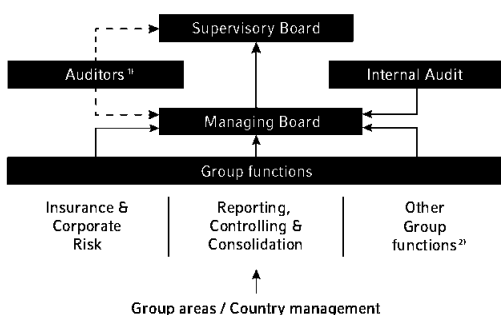 Supervisory Board
Auditors 1)
Internal Audit
Managing Board
Group functions
Insurance &
Corporate
Risk
Reporting,
Controlling &
Consolidation
Other
Group
functions 2)
Group areas / Country management